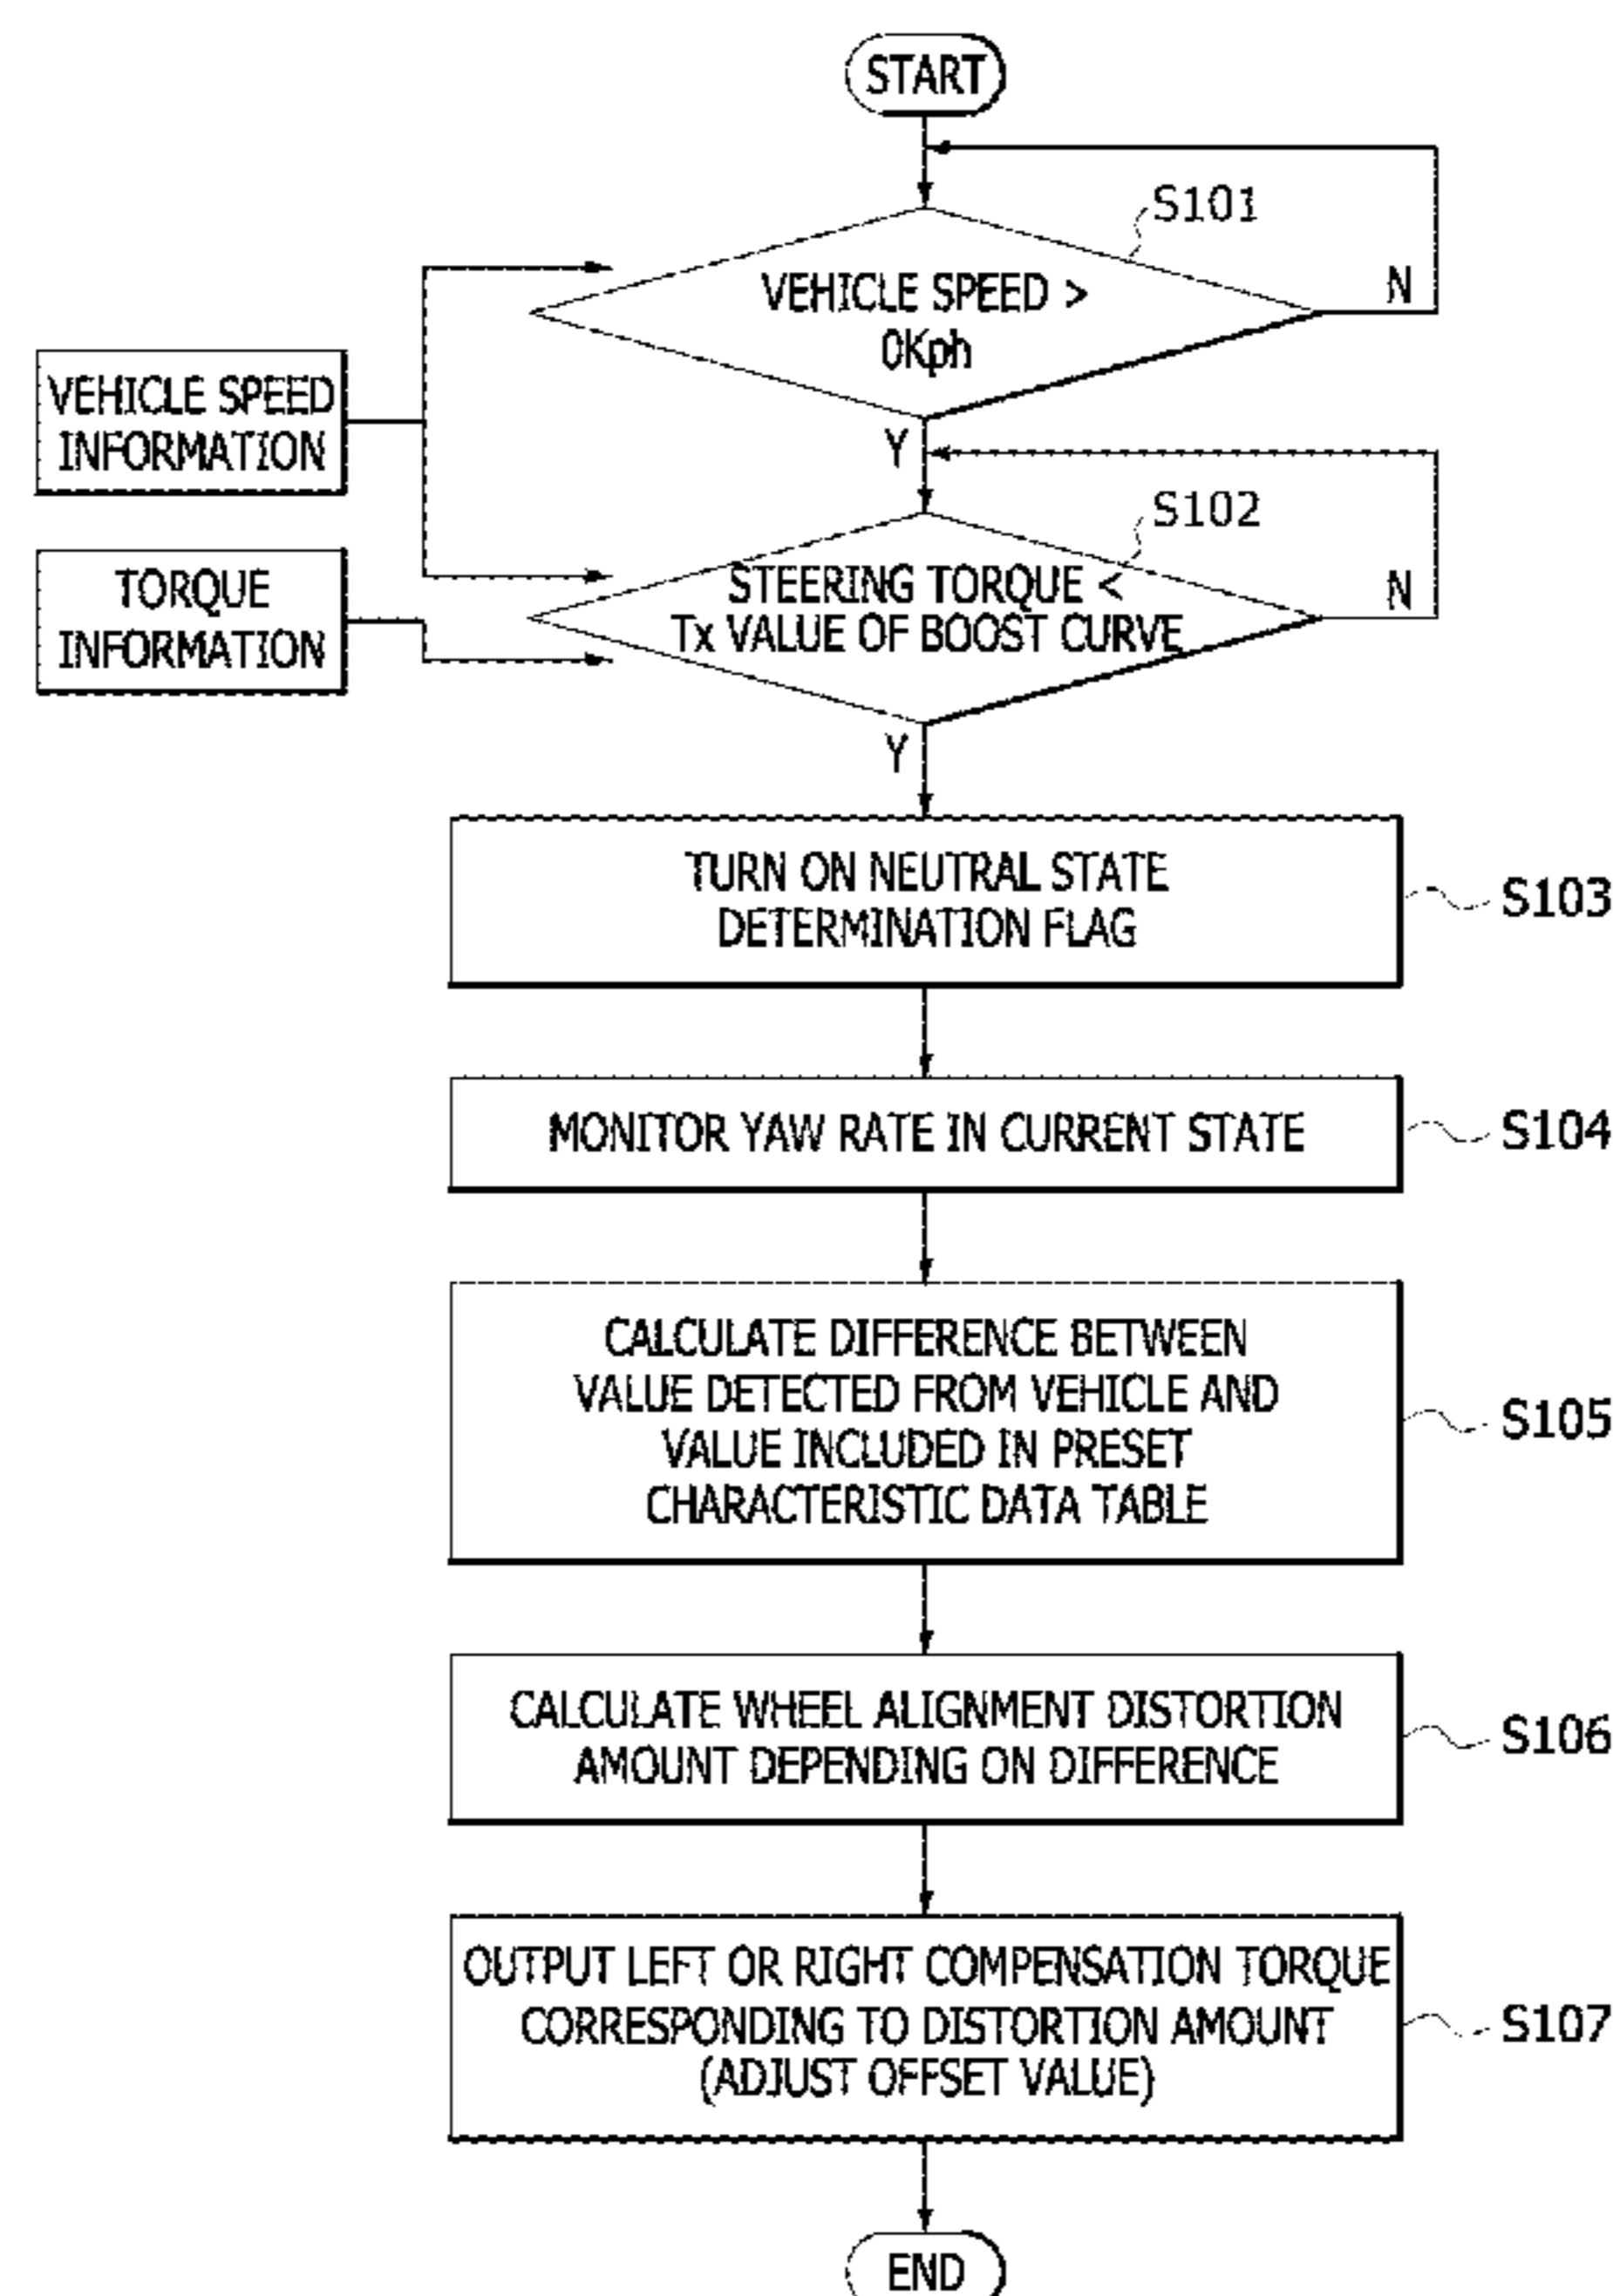 START
S101
VEHICLE SPEED >
0Kph
N
VEHICLE SPEED
INFORMATION
Y
S102
TORQUE
INFORMATION
STEERING TORQUE <
Tx VALUE OF BOOST CURVE
N
Y
TURN ON NEUTRAL STATE
DETERMINATION FLAG
S103
MONITOR YAW RATE IN CURRENT STATE
S104
CALCULATE DIFFERENCE BETWEEN
VALUE DETECTED FROM VEHICLE AND
VALUE INCLUDED IN PRESET
CHARACTERISTIC DATA TABLE
S105
CALCULATE WHEEL ALIGNMENT DISTORTION
AMOUNT DEPENDING ON DIFFERENCE
S106
OUTPUT LEFT OR RIGHT COMPENSATION TORQUE
CORRESPONDING TO DISTORTION AMOUNT
(ADJUST OFFSET VALUE)
S107
END